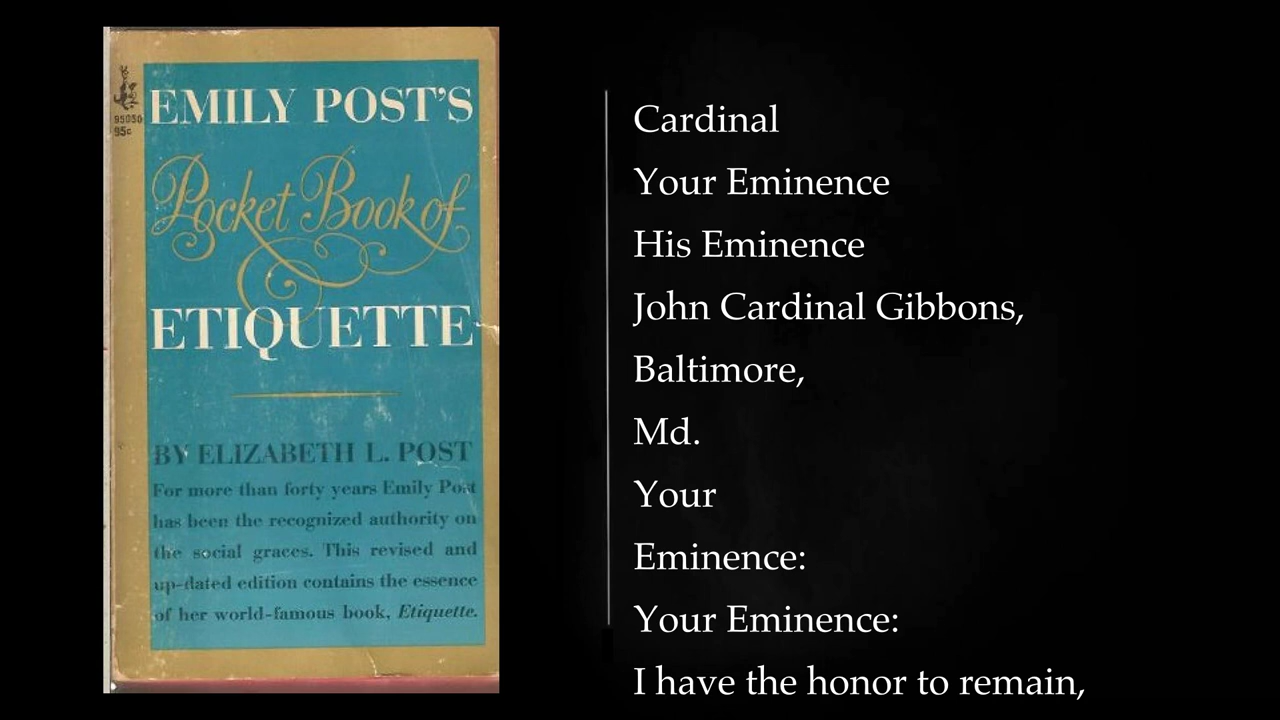 95050
95c
EMILY POST'S
Pocket Book of
ETIQUETTE
BY ELIZABETH L. POST
For more than forty years Emily Post
has been the recognized authority on
the social graces. This revised and
up-dated edition contains the essence
of her world-famous book, Etiquette.
Cardinal
Your Eminence
His Eminence
John Cardinal Gibbons,
Baltimore,
Md.
Your
Eminence:
Your Eminence:
I have the honor to remain,